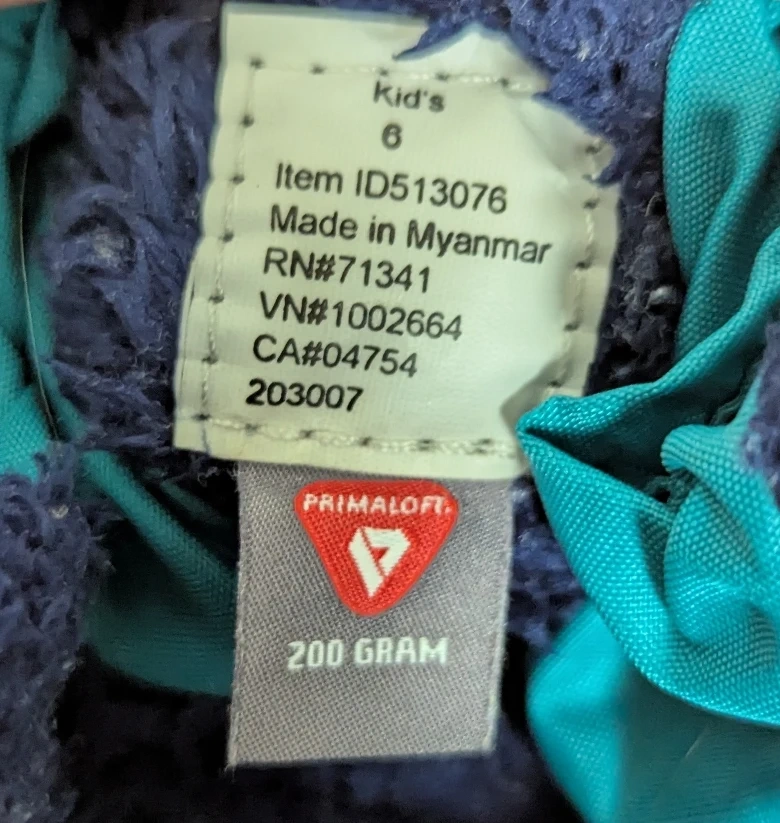 Kid's
6
Item ID513076
Made in Myanmar
RN#71341
VN#1002664
CA#04754
203007
PRIMALOFT
200 GRAM